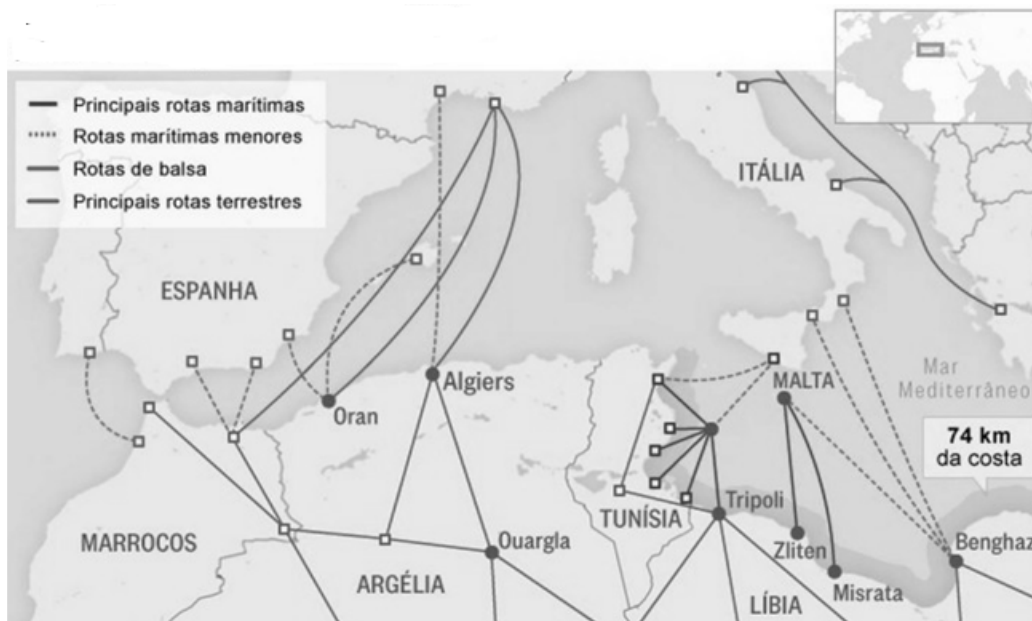 Principais rotas marítimas
Rotas marítimas menores
Rotas de balsa
Principais rotas terrestres
ITÁLIA
ESPANHA
Mar
Mediterrâneo
Algiers
MALTA
Oran
74 km
da costa
Tripoli
TUNÍSIA
MARROCOS
Ouargla
Zliten
Benghaz
ARGÉLIA
Misrata
LÍBIA